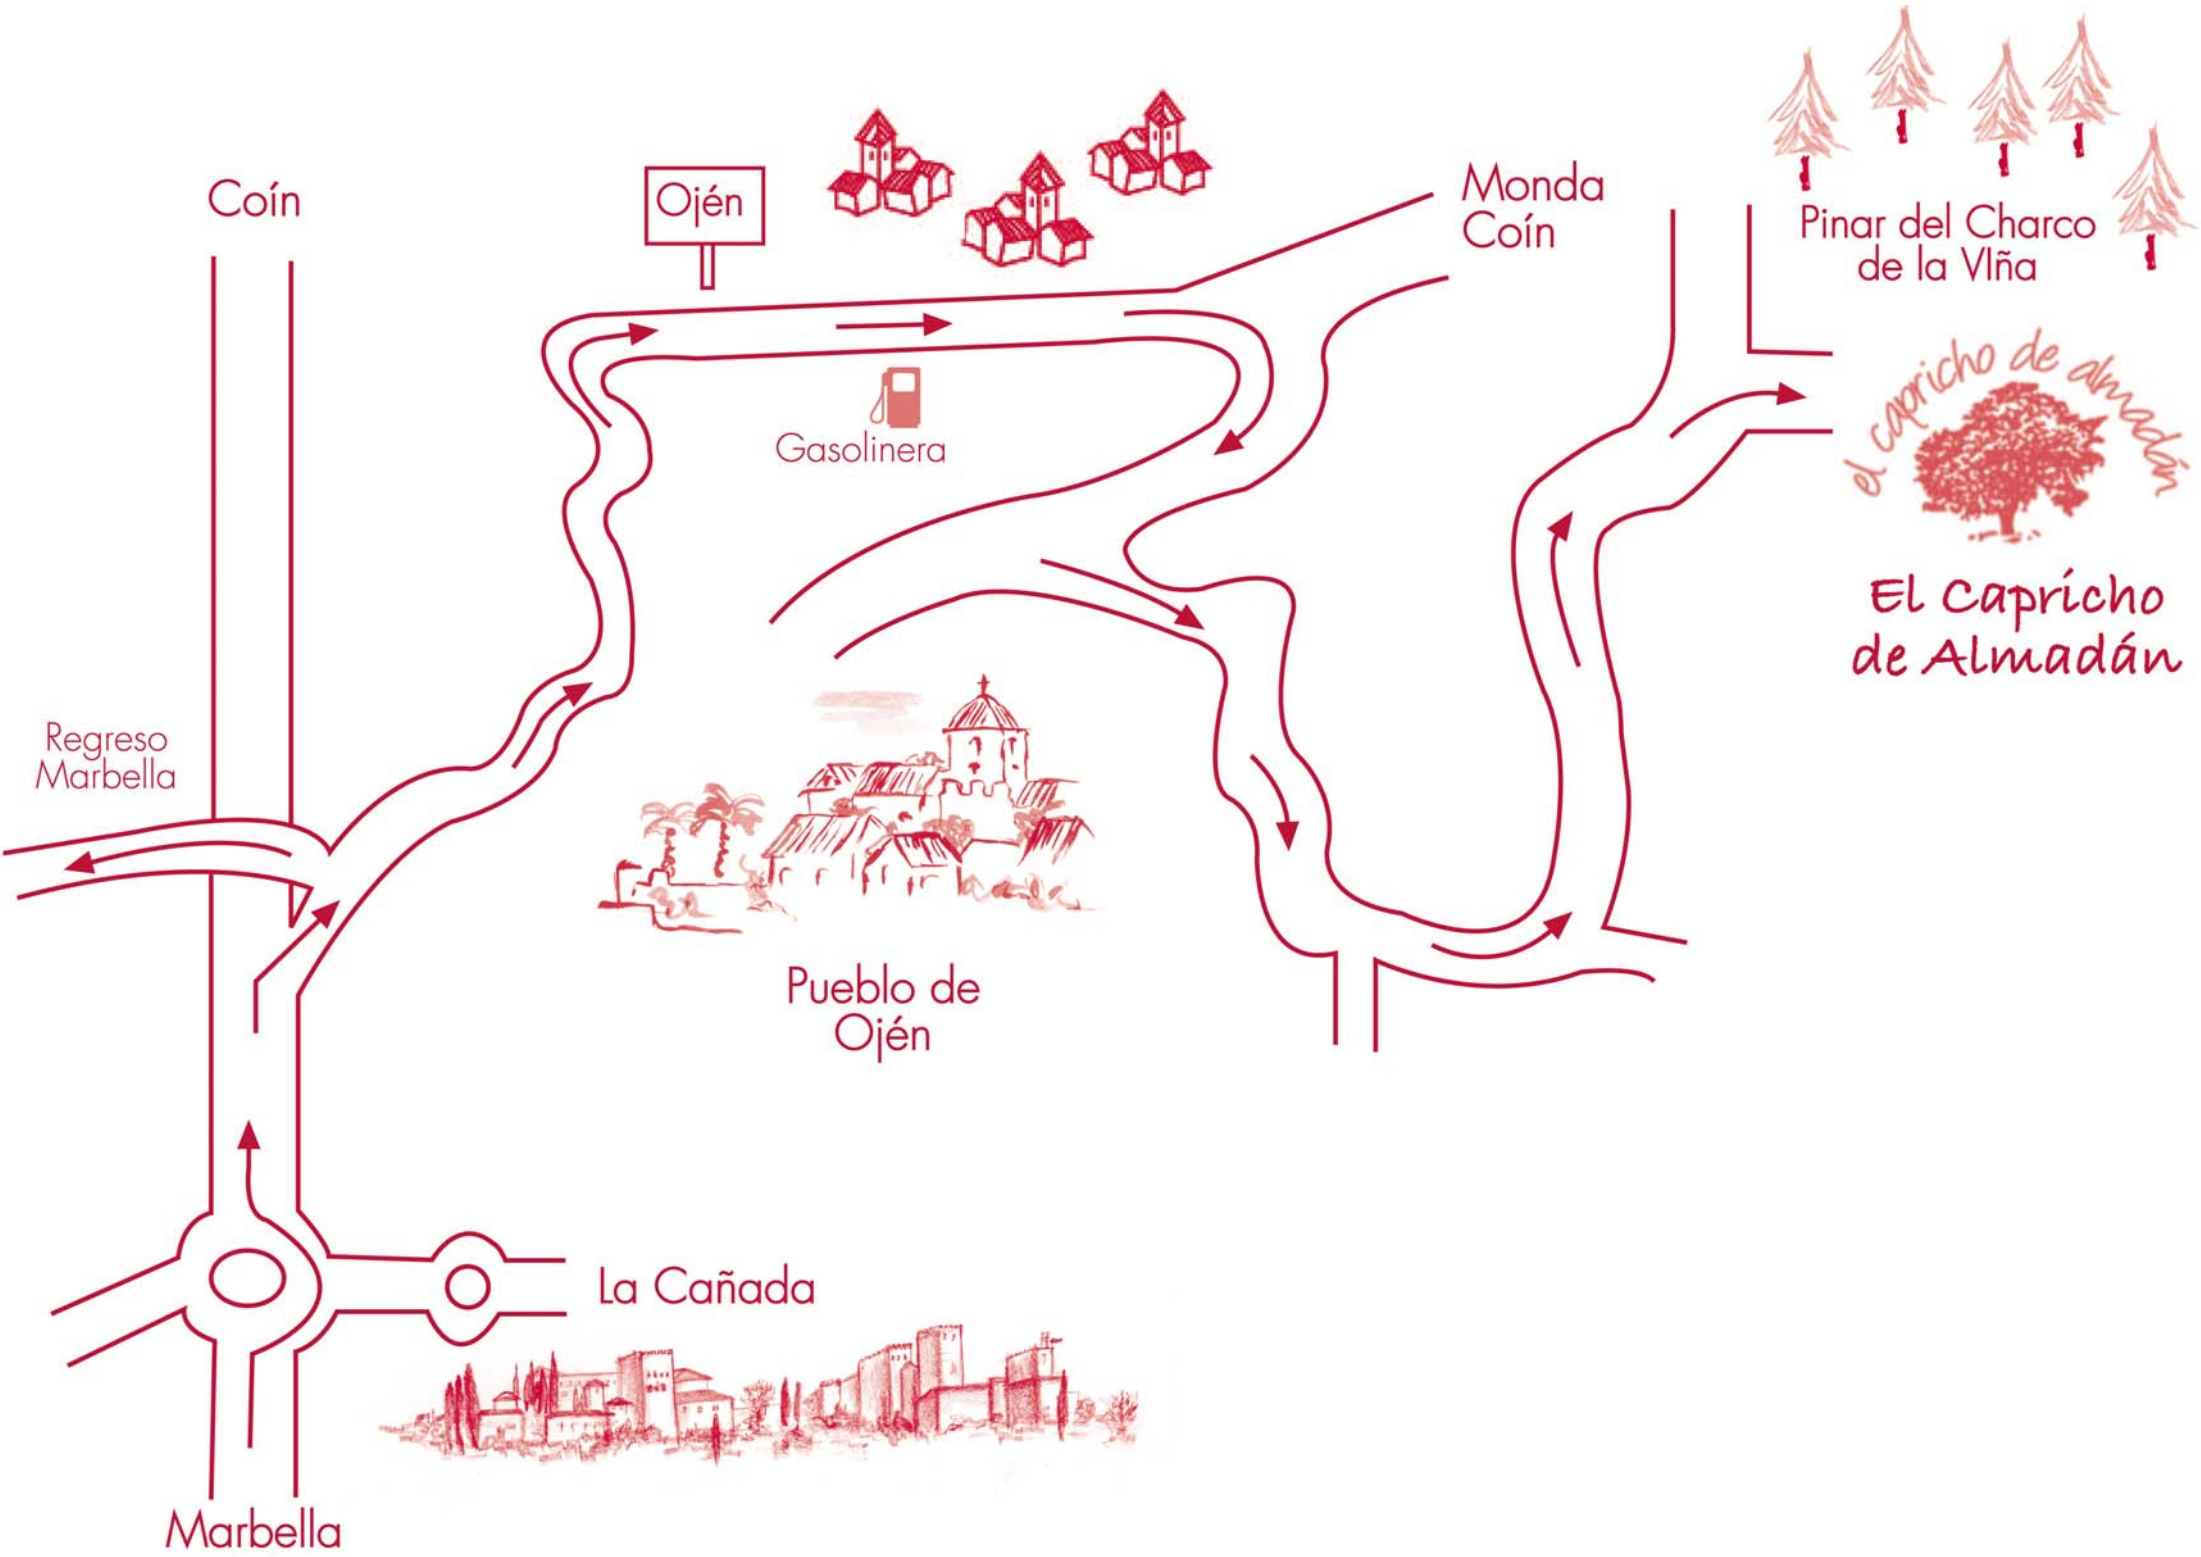 Coín
Ojén
Monda
Coín
Pinar del Charco
de la VIña
el capricho de almadán
Gasolinera
El Capricho
de Almadán
Regreso
Marbella
Pueblo de
Ojén
La Cañada
Marbella